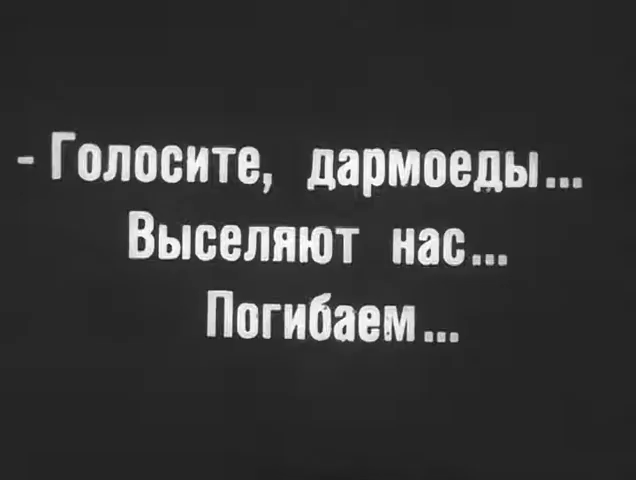 - Голосите, дармоеды...
Выселяют нас...
Погибаем...